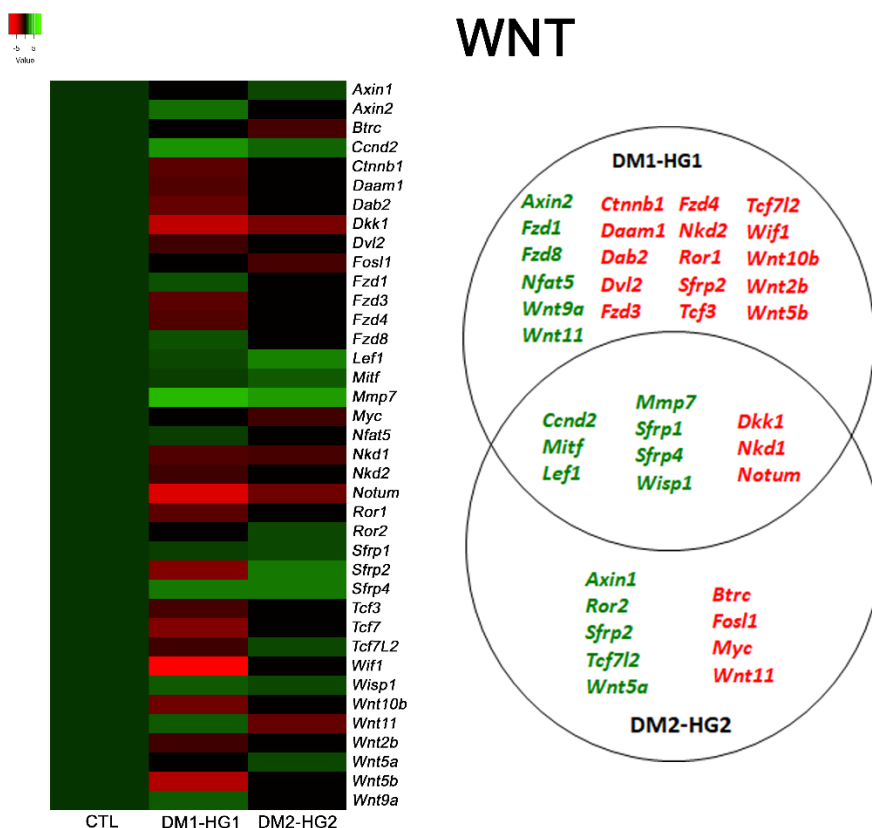 WNT
-5 5
Value
Axin1
Axin2
Btrc
Ccnd2
Ctnnb1
Daam1
Dab2
Dkk1
Dvl2
Fosl1
Fzd1
Fzd3
Fzd4
Fzd8
Lef1
Mitf
Mmp7
Myc
Nfat5
Nkd1
Nkd2
Notum
Ror1
Ror2
Sfrp1
Sfrp2
Sfrp4
Tcf3
Tcf7
Tcf7L2
Wif1
Wisp1
Wnt10b
Wnt11
Wnt2b
Wnt5a
Wnt5b
Wnt9a
CTL DM1-HG1 DM2-HG2
DM1-HG1
Axin2 Ctnnb1 Fzd4 Tcf7l2
Fzd1 Daam1 Nkd2 Wif1
Fzd8 Dab2 Ror1 Wnt10b
Nfat5 Dvl2 Sfrp2 Wnt2b
Wnt9a Fzd3 Tcf3 Wnt5b
Wnt11
Ccnd2 Mmp7 Dkk1
Mitf Sfrp1 Nkd1
Lef1 Sfrp4 Notum
Wisp1
Axin1 Btrc
Ror2 Fosl1
Sfrp2 Myc
Tcf7l2 Wnt11
Wnt5a
DM2-HG2